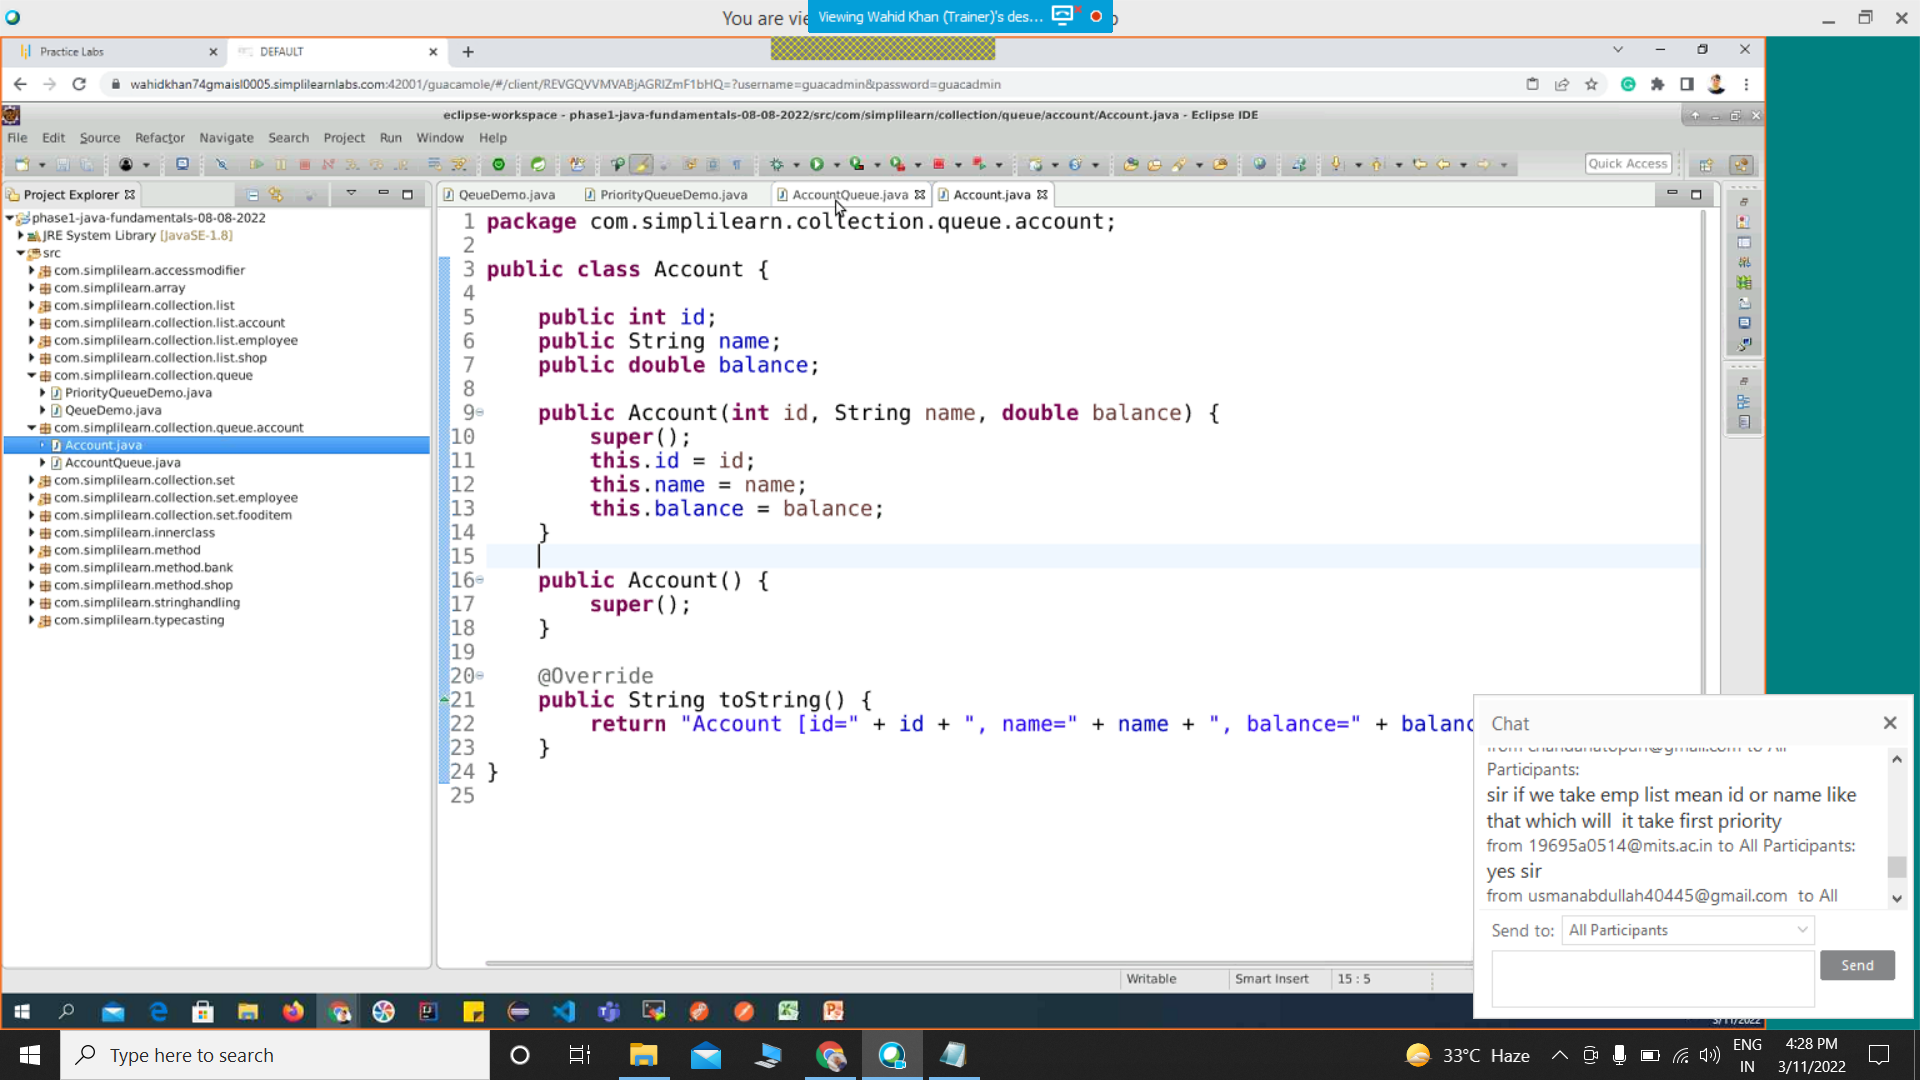 You are vie
Viewing Wahid Khan (Trainer)'s des...
Practice Labs
DEFAULT
wahidkhan74gmaisl0005.simplilearnlabs.com:42001/guacamole/#/client/REVGQVVMVABjAGRlZmF1bHQ=?username=guacadmin&password=guacadmin
eclipse-workspace - phase1-java-fundamentals-08-08-2022/src/com/simplilearn/collection/queue/account/Account.java - Eclipse IDE
File Edit Source Refactor Navigate Search Project Run Window Help
Quick Access
Project Explorer
QeueDemo.java
PriorityQueueDemo.java
AccountQueue.java
Account.java
phase1-java-fundamentals-08-08-2022
JRE System Library [JavaSE-1.8]
src
com.simplilearn.accessmodifier
com.simplilearn.array
com.simplilearn.collection.list
com.simplilearn.collection.list.account
com.simplilearn.collection.list.employee
com.simplilearn.collection.list.shop
com.simplilearn.collection.queue
PriorityQueueDemo.java
QeueDemo.java
com.simplilearn.collection.queue.account
Account.java
AccountQueue.java
com.simplilearn.collection.set
com.simplilearn.collection.set.employee
com.simplilearn.collection.set.fooditem
com.simplilearn.innerclass
com.simplilearn.method
com.simplilearn.method.bank
com.simplilearn.method.shop
com.simplilearn.stringhandling
com.simplilearn.typecasting
1 package com.simplilearn.collection.queue.account;
2
3 public class Account {
4
5 public int id;
6 public String name;
7 public double balance;
8
9 public Account(int id, String name, double balance) {
10 super();
11 this.id = id;
12 this.name = name;
13 this.balance = balance;
14 }
15
16 public Account() {
17 super();
18 }
19
20 @Override
21 public String toString() {
22 return "Account [id=" + id + ", name=" + name + ", balance=" + balanc
23 }
24 }
25
Writable
Smart Insert
15 : 5
Chat
Participants:
sir if we take emp list mean id or name like
that which will it take first priority
from 19695a0514@mits.ac.in to All Participants:
yes sir
from usmanabdullah40445@gmail.com to All
Send to: All Participants
Send
3/11/2022
Type here to search
33°C Haze
ENG
IN
4:28 PM
3/11/2022